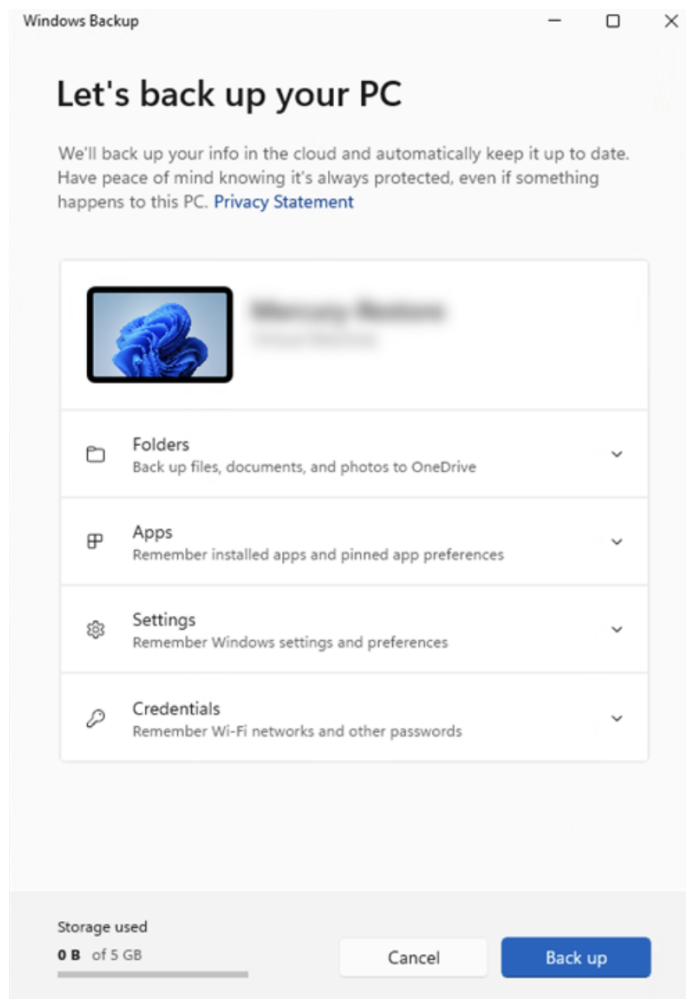 Windows Backup
Let's back up your PC
We'll back up your info in the cloud and automatically keep it up to date.
Have peace of mind knowing it's always protected, even if something
happens to this PC. Privacy Statement
Folders
Back up files, documents, and photos to OneDrive
Apps
Remember installed apps and pinned app preferences
Settings
Remember Windows settings and preferences
Credentials
Remember Wi-Fi networks and other passwords
Storage used
0 B of 5 GB
Cancel
Back up